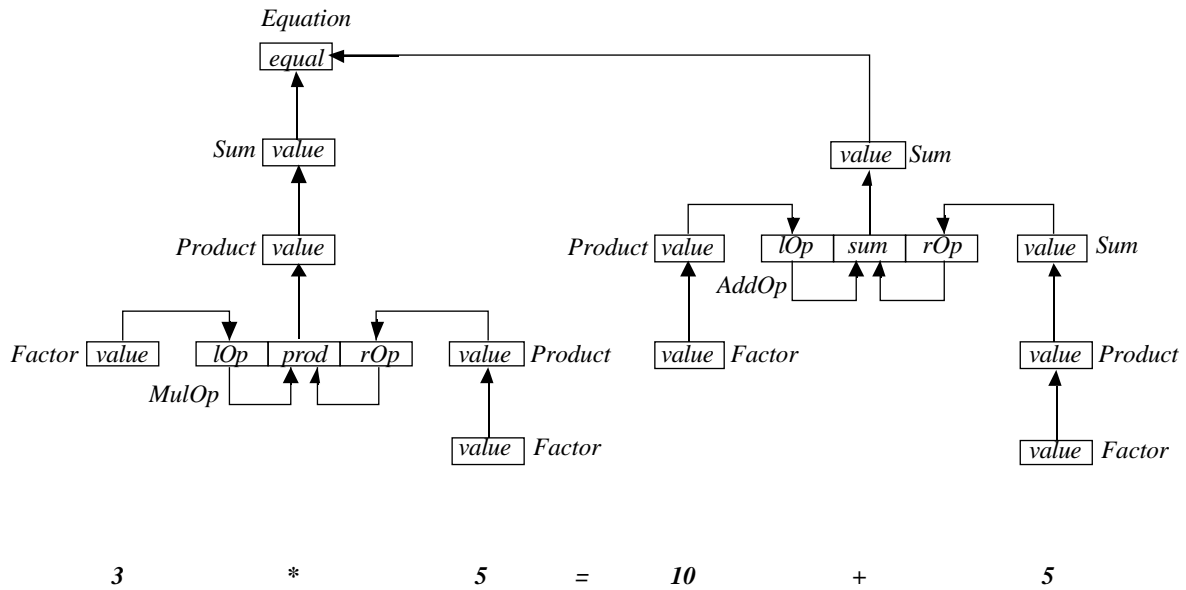 Equation
equal
Sum value
value Sum
Product value
Product value
lOp sum rOp
value Sum
AddOp
Factor value
lOp prod rOp
value Product
value Factor
value Product
MulOp
value Factor
value Factor
3 * 5 = 10 + 5